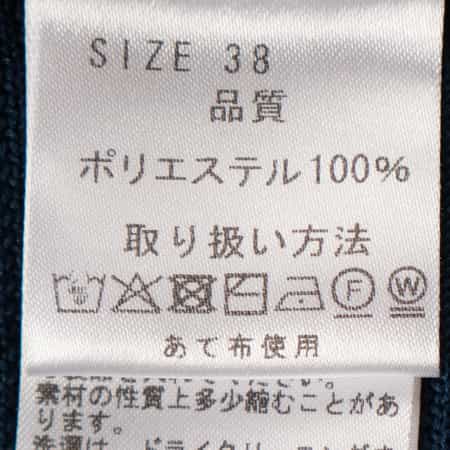 SIZE 38
品質
ポリエステル100%
取り扱い方法
F W
あて布使用
素材の性質上多少縮むことがあ
ります。